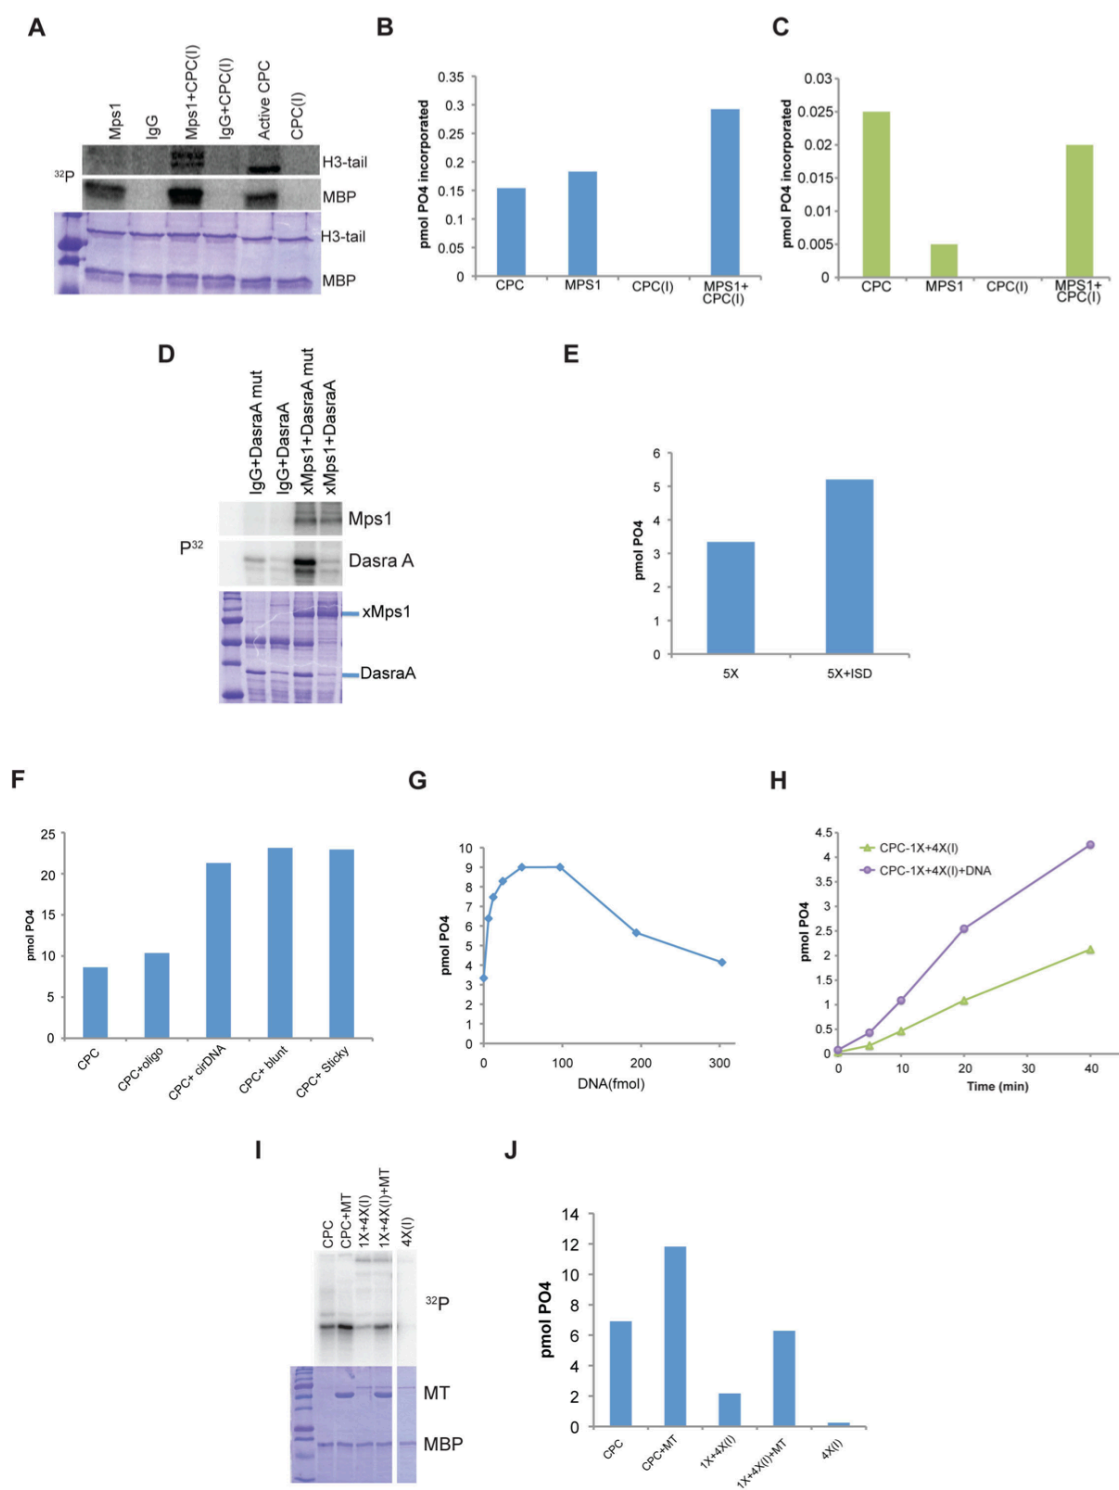 A
Mps1
IgG
Mps1+CPC(I)
IgG+CPC(I)
Active CPC
CPC(I)
32P
H3-tail
MBP
H3-tail
MBP
B
pmol PO4 incorporated
0.35
0.3
0.25
0.2
0.15
0.1
0.05
0
CPC
MPS1
CPC(I)
MPS1+
CPC(I)
C
pmol PO4 incorporated
0.03
0.025
0.02
0.015
0.01
0.005
0
CPC
MPS1
CPC(I)
MPS1+
CPC(I)
D
IgG+DasraA mut
IgG+DasraA
xMps1+DasraA mut
xMps1+DasraA
P32
Mps1
Dasra A
xMps1
DasraA
E
pmol PO4
6
5
4
3
2
1
0
5X
5X+ISD
F
pmol PO4
25
20
15
10
5
0
CPC
CPC+oligo
CPC+ cirDNA
CPC+ blunt
CPC+ Sticky
G
pmol PO4
10
9
8
7
6
5
4
3
2
1
0
0
100
200
300
DNA(fmol)
H
pmol PO4
4.5
4
3.5
3
2.5
2
1.5
1
0.5
0
CPC-1X+4X(I)
CPC-1X+4X(I)+DNA
0
10
20
30
40
Time (min)
I
CPC
CPC+MT
1X+4X(I)
1X+4X(I)+MT
4X(I)
32P
MT
MBP
J
pmol PO4
14
12
10
8
6
4
2
0
CPC
CPC+MT
1X+4X(I)
1X+4X(I)+MT
4X(I)